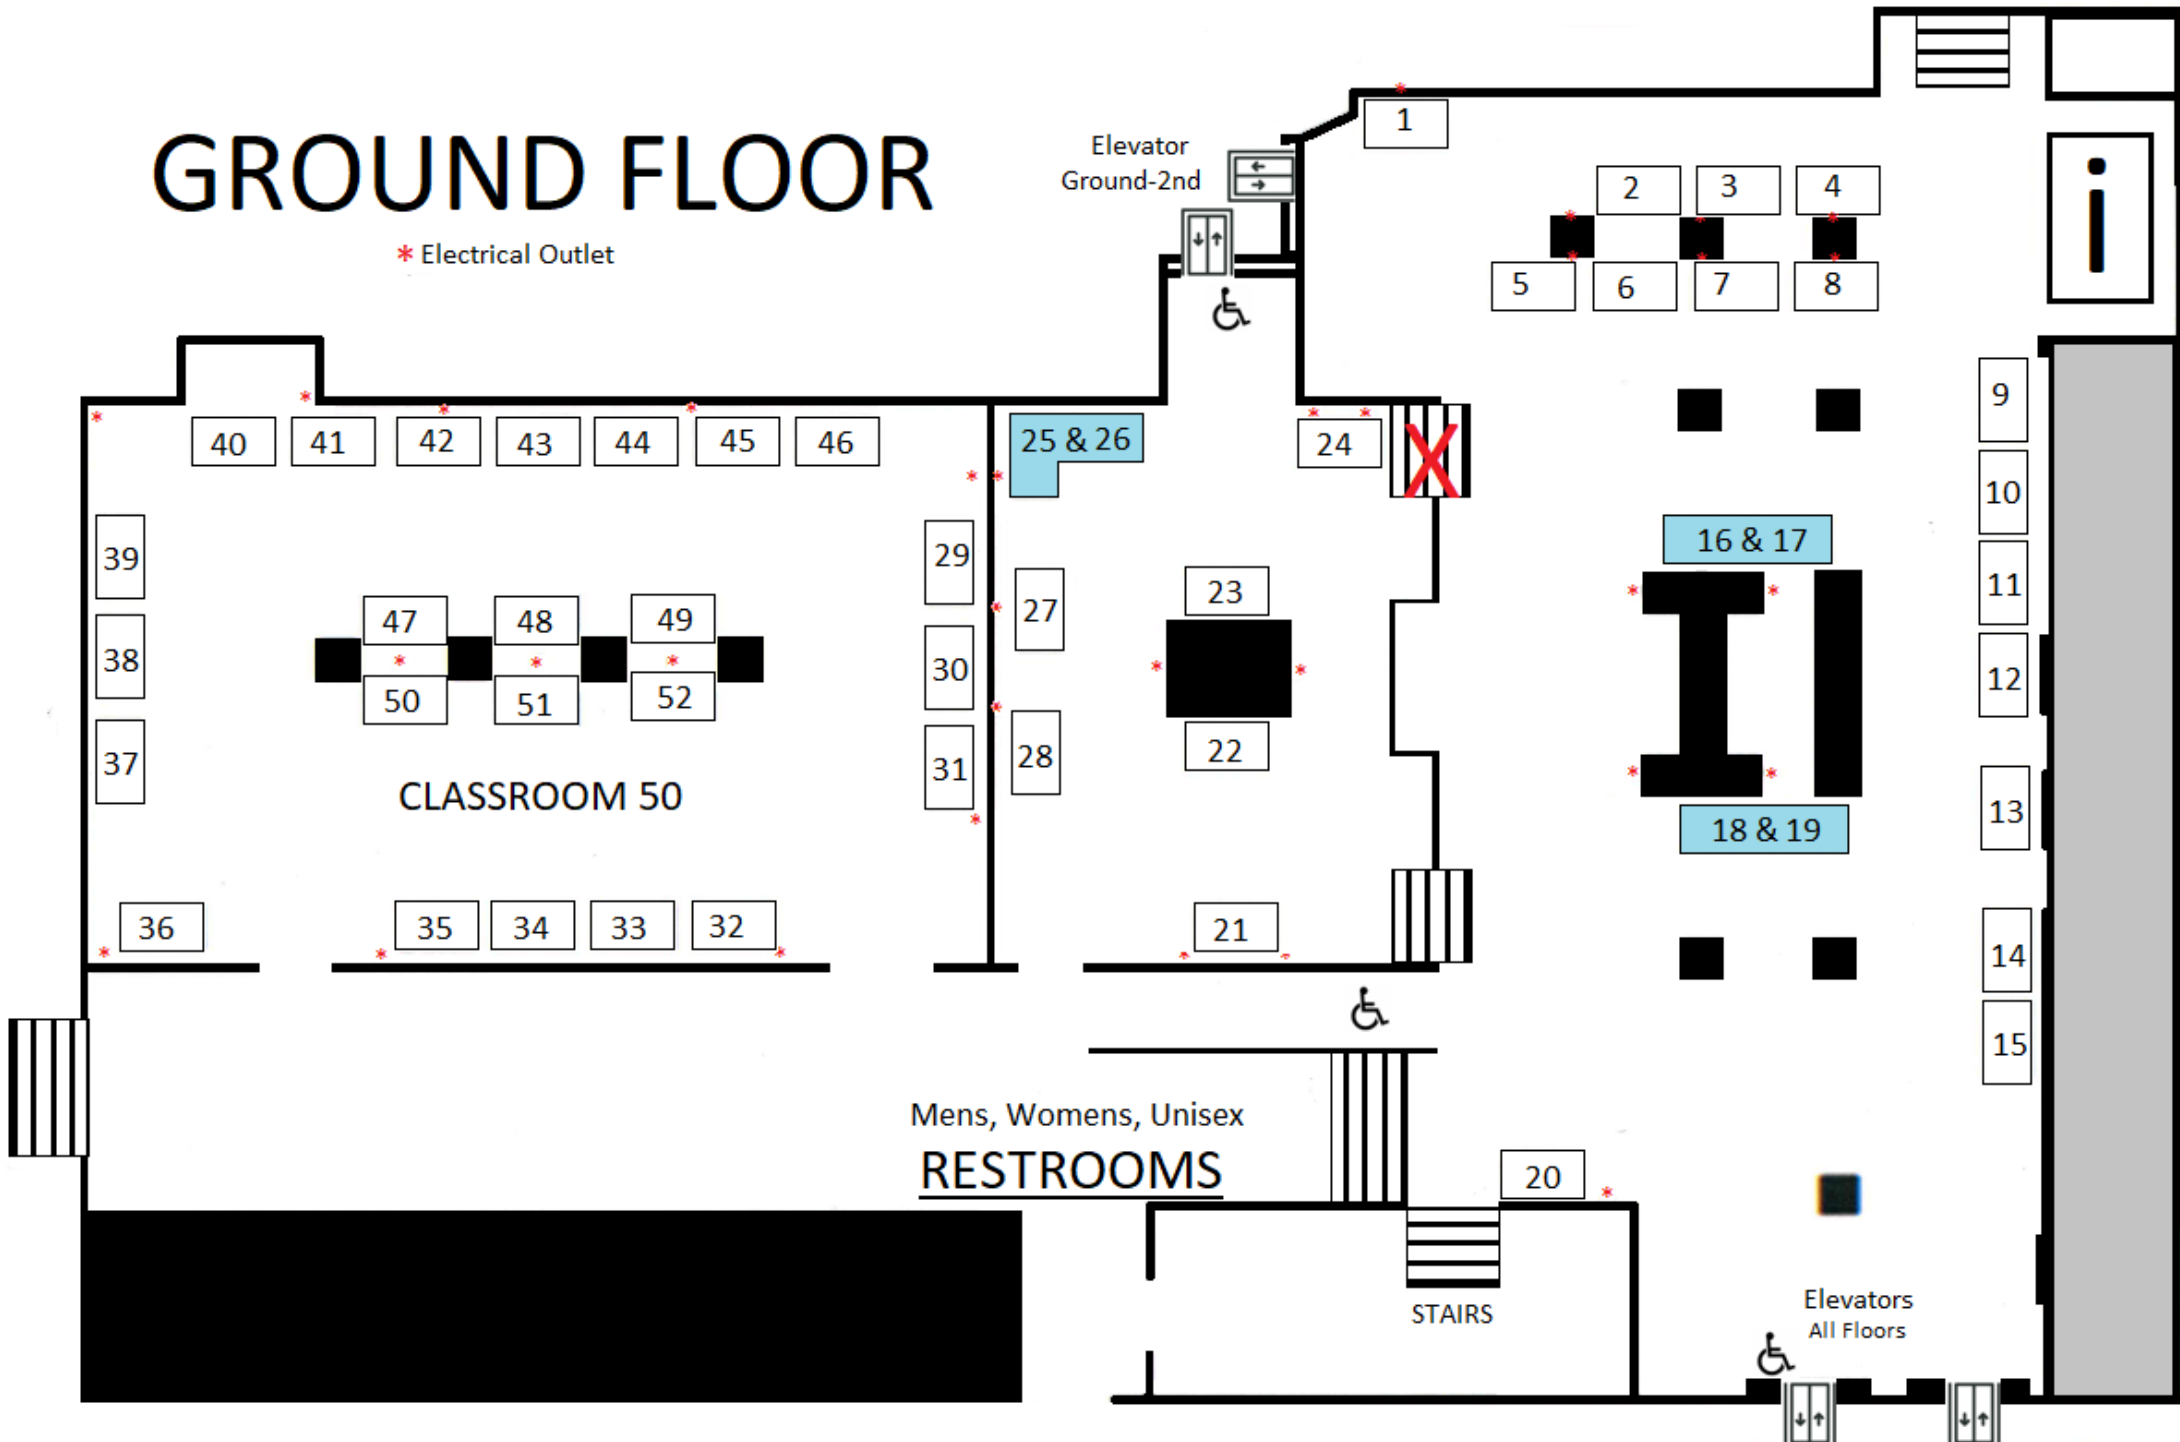 GROUND FLOOR
* Electrical Outlet
Elevator
Ground-2nd
1
2 3 4
5 6 7 8
i
9
10
11
12
13
14
15
16 & 17
18 & 19
20
21
22
23
24
X
25 & 26
27
28
29
30
31
40 41 42 43 44 45 46
39
38
37
47 48 49
50 51 52
CLASSROOM 50
36 35 34 33 32
Mens, Womens, Unisex
RESTROOMS
STAIRS
Elevators
All Floors